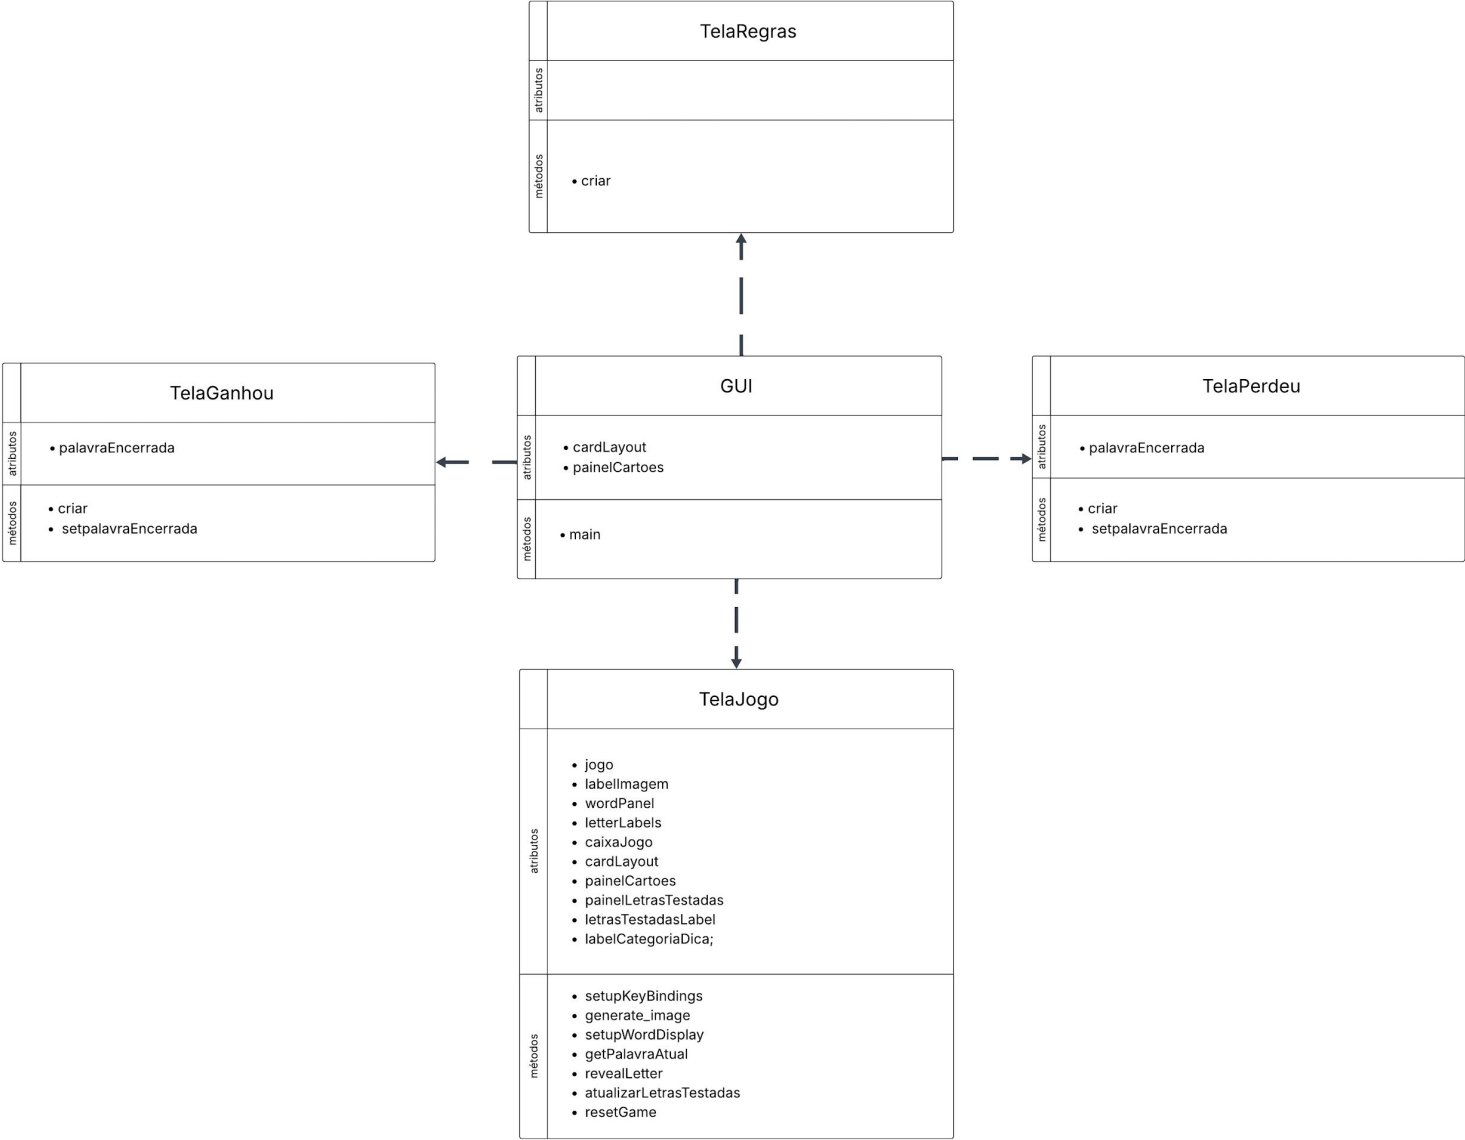 TelaRegras
atributos
métodos
• criar
TelaGanhou
atributos
• palavraEncerrada
métodos
• criar
• setpalavraEncerrada
GUI
atributos
• cardLayout
• painelCartoes
métodos
• main
TelaPerdeu
atributos
• palavraEncerrada
métodos
• criar
• setpalavraEncerrada
TelaJogo
atributos
• jogo
• labelImagem
• wordPanel
• letterLabels
• caixaJogo
• cardLayout
• painelCartoes
• painelLetrasTestadas
• letrasTestadasLabel
• labelCategoriaDica;
métodos
• setupKeyBindings
• generate_image
• setupWordDisplay
• getPalavraAtual
• revealLetter
• atualizarLetrasTestadas
• resetGame